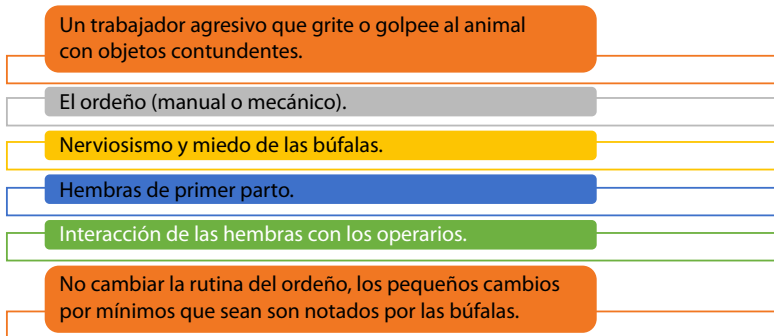 Un trabajador agresivo que grite o golpee al animal
con objetos contundentes.
El ordeño (manual o mecánico).
Nerviosismo y miedo de las búfalas.
Hembras de primer parto.
Interacción de las hembras con los operarios.
No cambiar la rutina del ordeño, los pequeños cambios
por mínimos que sean son notados por las búfalas.